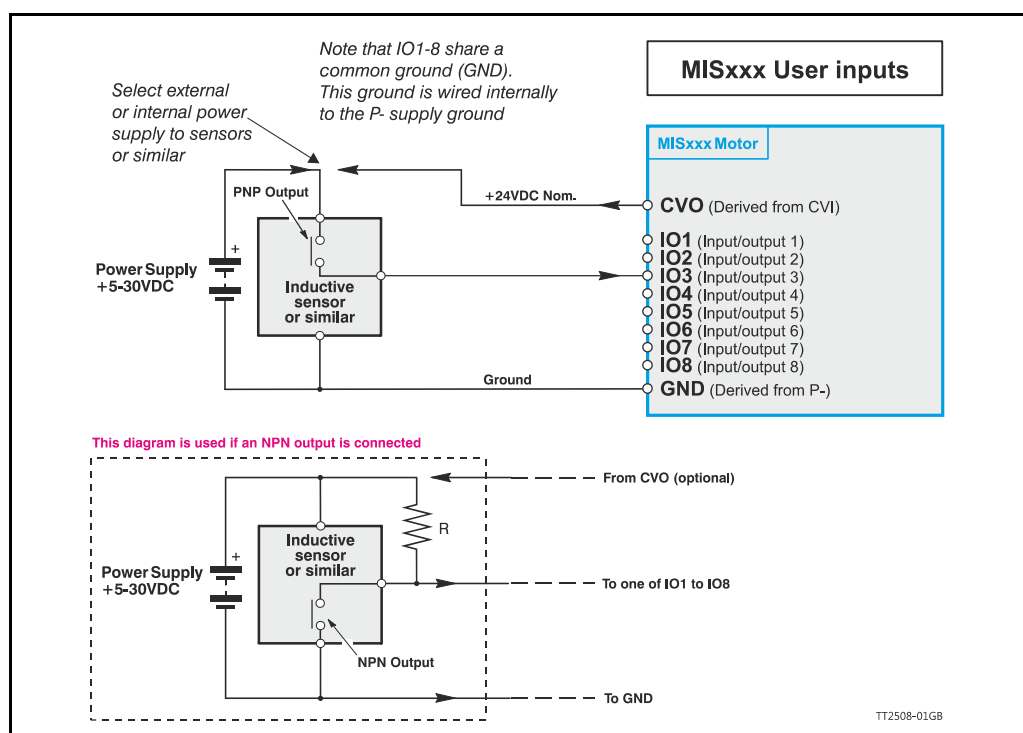 Note that IO1-8 share a
common ground (GND).
This ground is wired internally
to the P- supply ground
MISxxx User inputs
Select external
or internal power
supply to sensors
or similar
MISxxx Motor
PNP Output
+24VDC Nom.
CVO (Derived from CVI)
IO1 (Input/output 1)
IO2 (Input/output 2)
IO3 (Input/output 3)
IO4 (Input/output 4)
IO5 (Input/output 5)
IO6 (Input/output 6)
IO7 (Input/output 7)
IO8 (Input/output 8)
GND (Derived from P-)
+
Power Supply
+5-30VDC
Inductive
sensor
or similar
Ground
This diagram is used if an NPN output is connected
From CVO (optional)
R
Inductive
sensor
or similar
+
Power Supply
+5-30VDC
To one of IO1 to IO8
NPN Output
To GND
TT2508-01GB